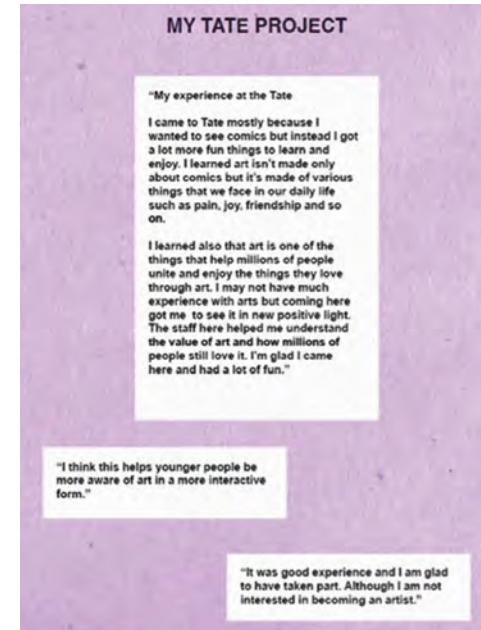 MY TATE PROJECT
“My experience at the Tate
I came to Tate mostly because I
wanted to see comics but instead I got
a lot more fun things to learn and
enjoy. I learned art isn’t made only
about comics but it’s made of various
things that we face in our daily life
such as pain, joy, friendship and so
on.
I learned also that art is one of the
things that help millions of people
unite and enjoy the things they love
through art. I may not have much
experience with arts but coming here
got me to see it in new positive light.
The staff here helped me understand
the value of art and how millions of
people still love it. I’m glad I came
here and had a lot of fun.”
“I think this helps younger people be
more aware of art in a more interactive
form.”
“It was good experience and I am glad
to have taken part. Although I am not
interested in becoming an artist.”